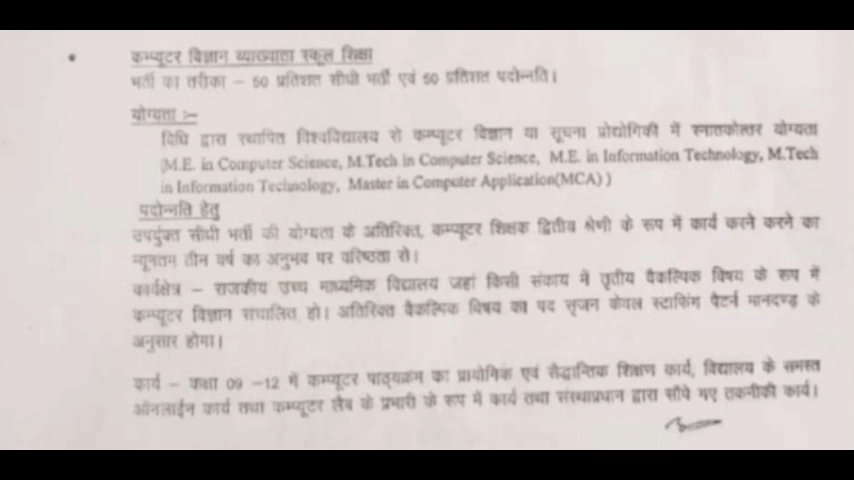 कम्प्यूटर विज्ञान व्याख्याता स्कूल शिक्षा
भर्ती का तरीका – 50 प्रतिशत सीधी भर्ती एवं 50 प्रतिशत पदोन्नति।
योग्यता :–
विधि द्वारा स्थापित विश्वविद्यालय से कम्प्यूटर विज्ञान या सूचना प्रोद्योगिकी में स्नातकोत्तर योग्यता
(M.E. in Computer Science, M.Tech in Computer Science, M.E. in Information Technology, M.Tech
in Information Technology, Master in Computer Application(MCA) )
पदोन्नति हेतु
उपर्युक्त सीधी भर्ती की योग्यता के अतिरिक्त, कम्प्यूटर शिक्षक द्वितीय श्रेणी के रूप में कार्य करने करने का
न्यूनतम तीन वर्ष का अनुभव पर वरिष्ठता से।
कार्यक्षेत्र – राजकीय उच्च माध्यमिक विद्यालय जहां किसी संकाय में तृतीय वैकल्पिक विषय के रूप में
कम्प्यूटर विज्ञान संचालित हो। अतिरिक्त वैकल्पिक विषय का पद सृजन केवल स्टाफिंग पैटर्न मानदण्ड के
अनुसार होगा।
कार्य – कक्षा 09 –12 में कम्प्यूटर पाठ्यक्रम का प्रायोगिक एवं सैद्धान्तिक शिक्षण कार्य, विद्यालय के समस्त
ऑनलाईन कार्य तथा कम्प्यूटर लैब के प्रभारी के रूप में कार्य तथा संस्थाप्रधान द्वारा सौंपे गए तकनीकी कार्य।